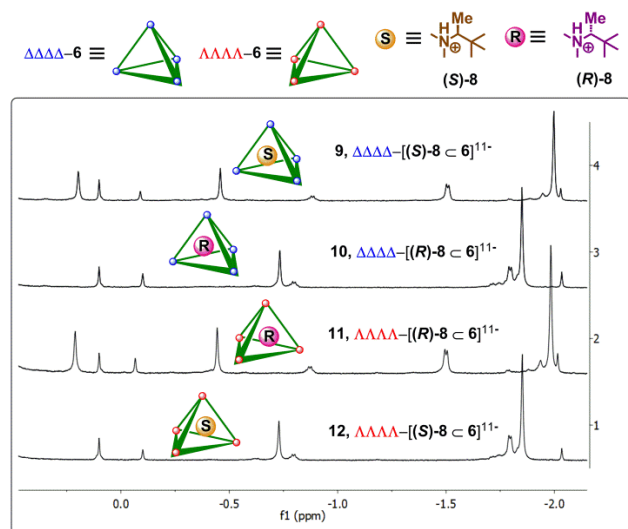 ΔΔΔΔ–6 ≡
ΛΛΛΛ–6 ≡
S ≡
Me
N
H
⊕
(S)-8
R ≡
Me
N
H
⊕
(R)-8
S
9, ΔΔΔΔ–[(S)-8 ⊂ 6]11-
4
R
10, ΔΔΔΔ–[(R)-8 ⊂ 6]11-
3
R
11, ΛΛΛΛ–[(R)-8 ⊂ 6]11-
2
S
12, ΛΛΛΛ–[(S)-8 ⊂ 6]11-
1
0.0 -0.5 -1.0 -1.5 -2.0
f1 (ppm)